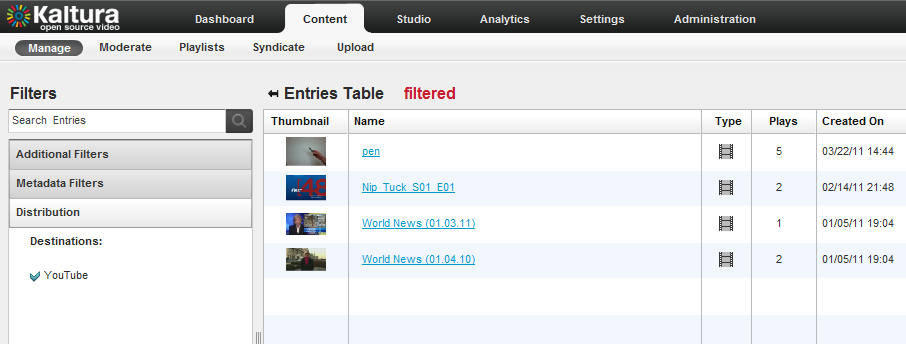 Kaltura
open source video
Dashboard Content Studio Analytics Settings Administration
Manage Moderate Playlists Syndicate Upload
Filters
Entries Table filtered
Search Entries
Thumbnail Name Type Plays Created On
Additional Filters
pen 5 03/22/11 14:44
Metadata Filters
Nip_Tuck_S01_E01 2 02/14/11 21:48
Distribution
World News (01.03.11) 1 01/05/11 19:04
Destinations:
World News (01.04.10) 2 01/05/11 19:04
YouTube